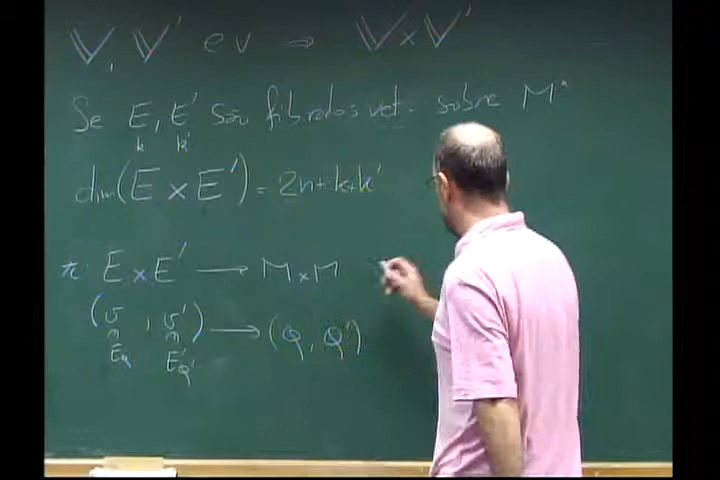 V, V' ev ⇒ V×V'
Se E, E' são fibrados vet. sobre Mⁿ
k k'
dim(E×E') = 2n+k+k'
π: E×E' → M×M
(v, v') → (Q, Q')
∩ ∩
E_Q E'_Q'